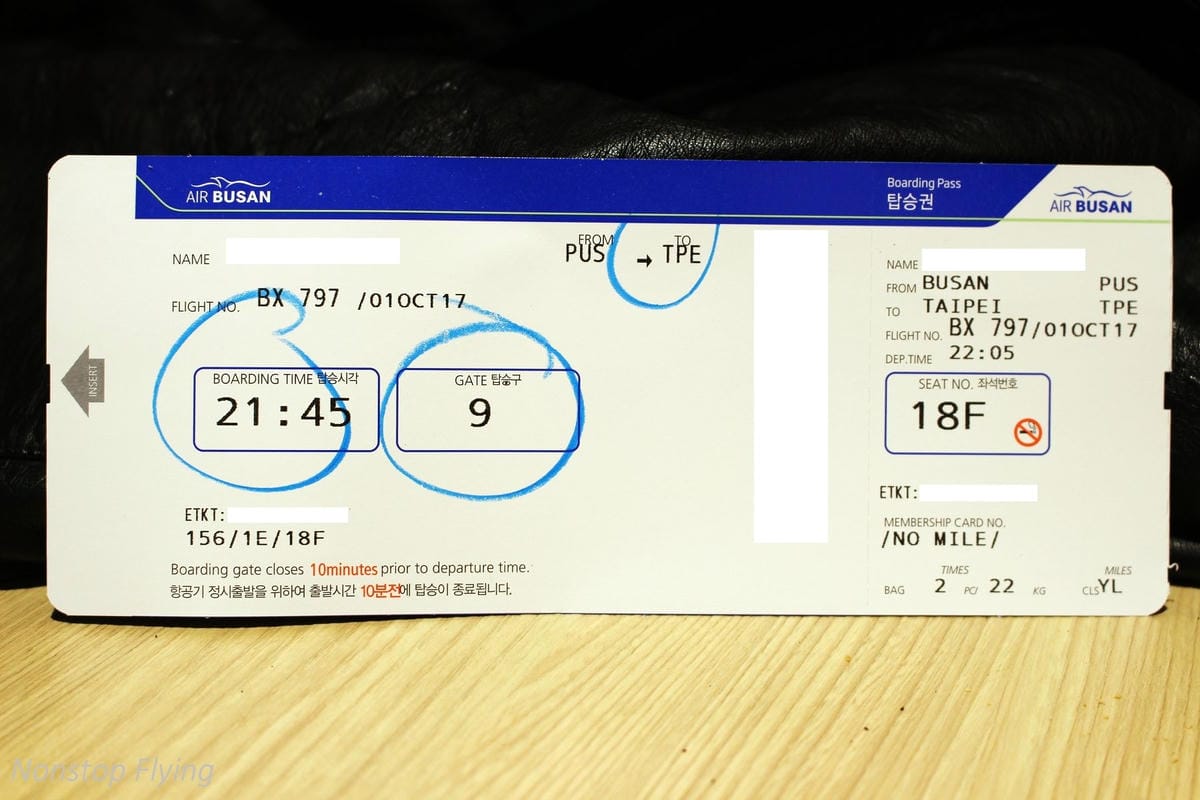 AIR BUSAN
Boarding Pass
탑승권
AIR BUSAN
NAME
FROM TO
PUS → TPE
FLIGHT NO. BX 797 /01OCT17
INSERT
BOARDING TIME 탑승시각
21:45
GATE 탑승구
9
ETKT:
156/1E/18F
Boarding gate closes 10minutes prior to departure time.
항공기 정시출발을 위하여 출발시간 10분전에 탑승이 종료됩니다.
NAME
FROM BUSAN PUS
TO TAIPEI TPE
FLIGHT NO. BX 797/01OCT17
DEP.TIME 22:05
SEAT NO. 좌석번호
18F
ETKT:
MEMBERSHIP CARD NO.
/NO MILE/
TIMES MILES
BAG 2 PC/ 22 KG CLS YL
Nonstop Flying